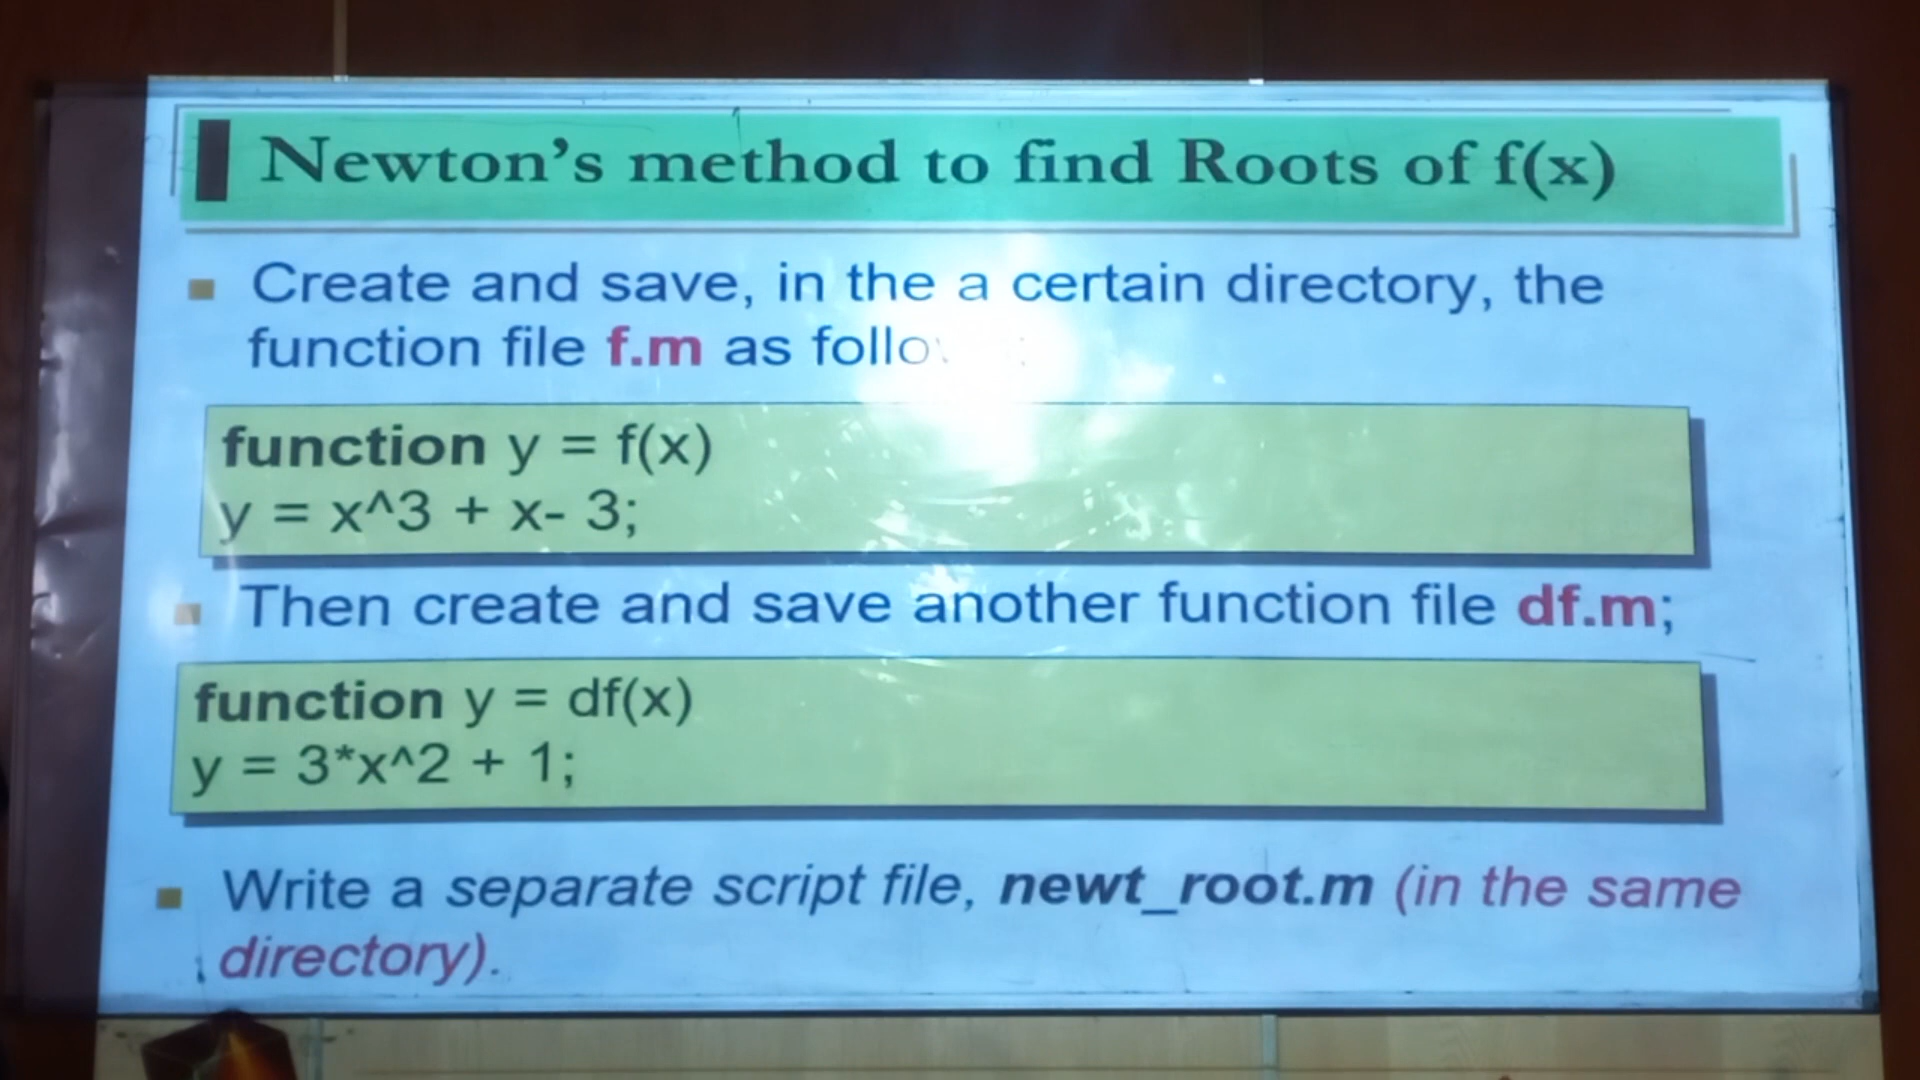 Newton's method to find Roots of f(x)
Create and save, in the a certain directory, the
function file f.m as
function y = f(x)
y = x^3 + x- 3;
Then create and save another function file df.m;
function y = df(x)
y = 3*x^2 + 1;
Write a separate script file, newt_root.m (in the same
directory).